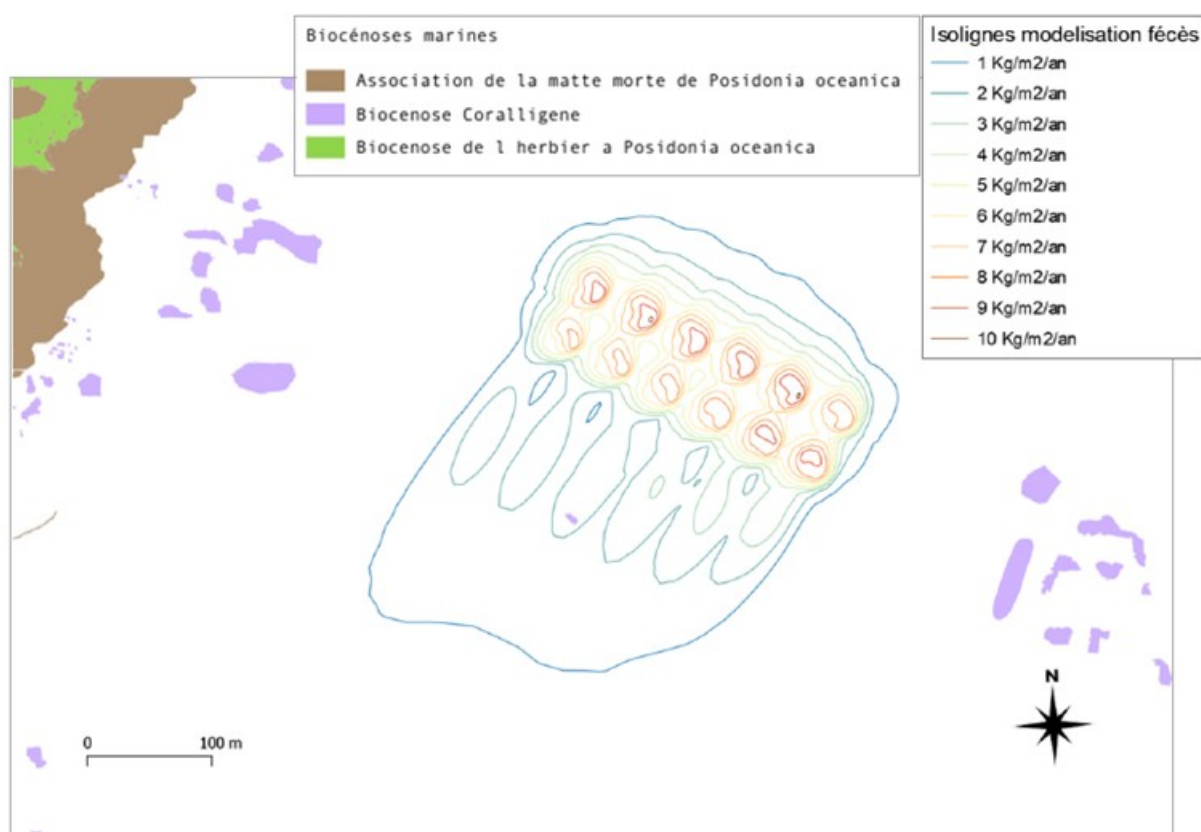 Biocénoses marines
Association de la matte morte de Posidonia oceanica
Biocenose Coralligene
Biocenose de l herbier a Posidonia oceanica
Isolignes modelisation fécès
1 Kg/m2/an
2 Kg/m2/an
3 Kg/m2/an
4 Kg/m2/an
5 Kg/m2/an
6 Kg/m2/an
7 Kg/m2/an
8 Kg/m2/an
9 Kg/m2/an
10 Kg/m2/an
N
0 100 m